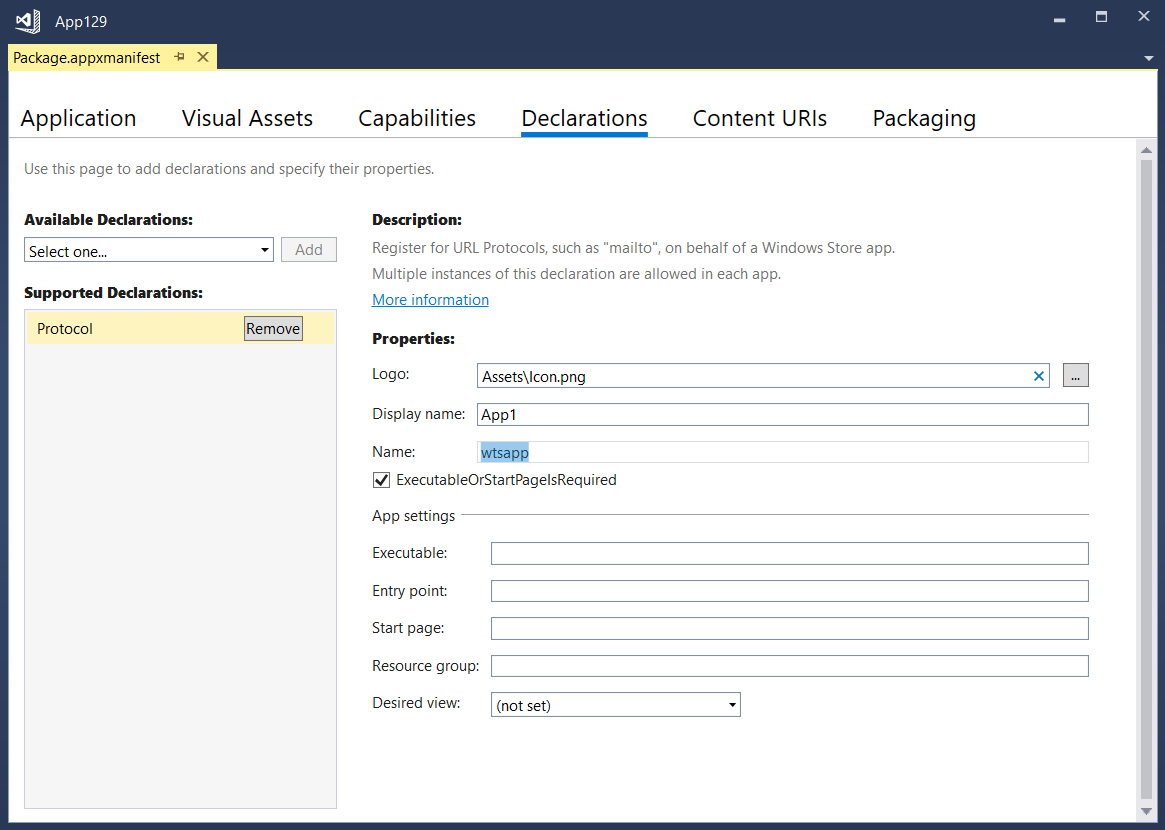 App129
Package.appxmanifest
Application Visual Assets Capabilities Declarations Content URIs Packaging
Use this page to add declarations and specify their properties.
Available Declarations:
Select one... Add
Supported Declarations:
Protocol Remove
Description:
Register for URL Protocols, such as "mailto", on behalf of a Windows Store app.
Multiple instances of this declaration are allowed in each app.
More information
Properties:
Logo: Assets\Icon.png ...
Display name: App1
Name: wtsapp
ExecutableOrStartPageIsRequired
App settings
Executable:
Entry point:
Start page:
Resource group:
Desired view: (not set)